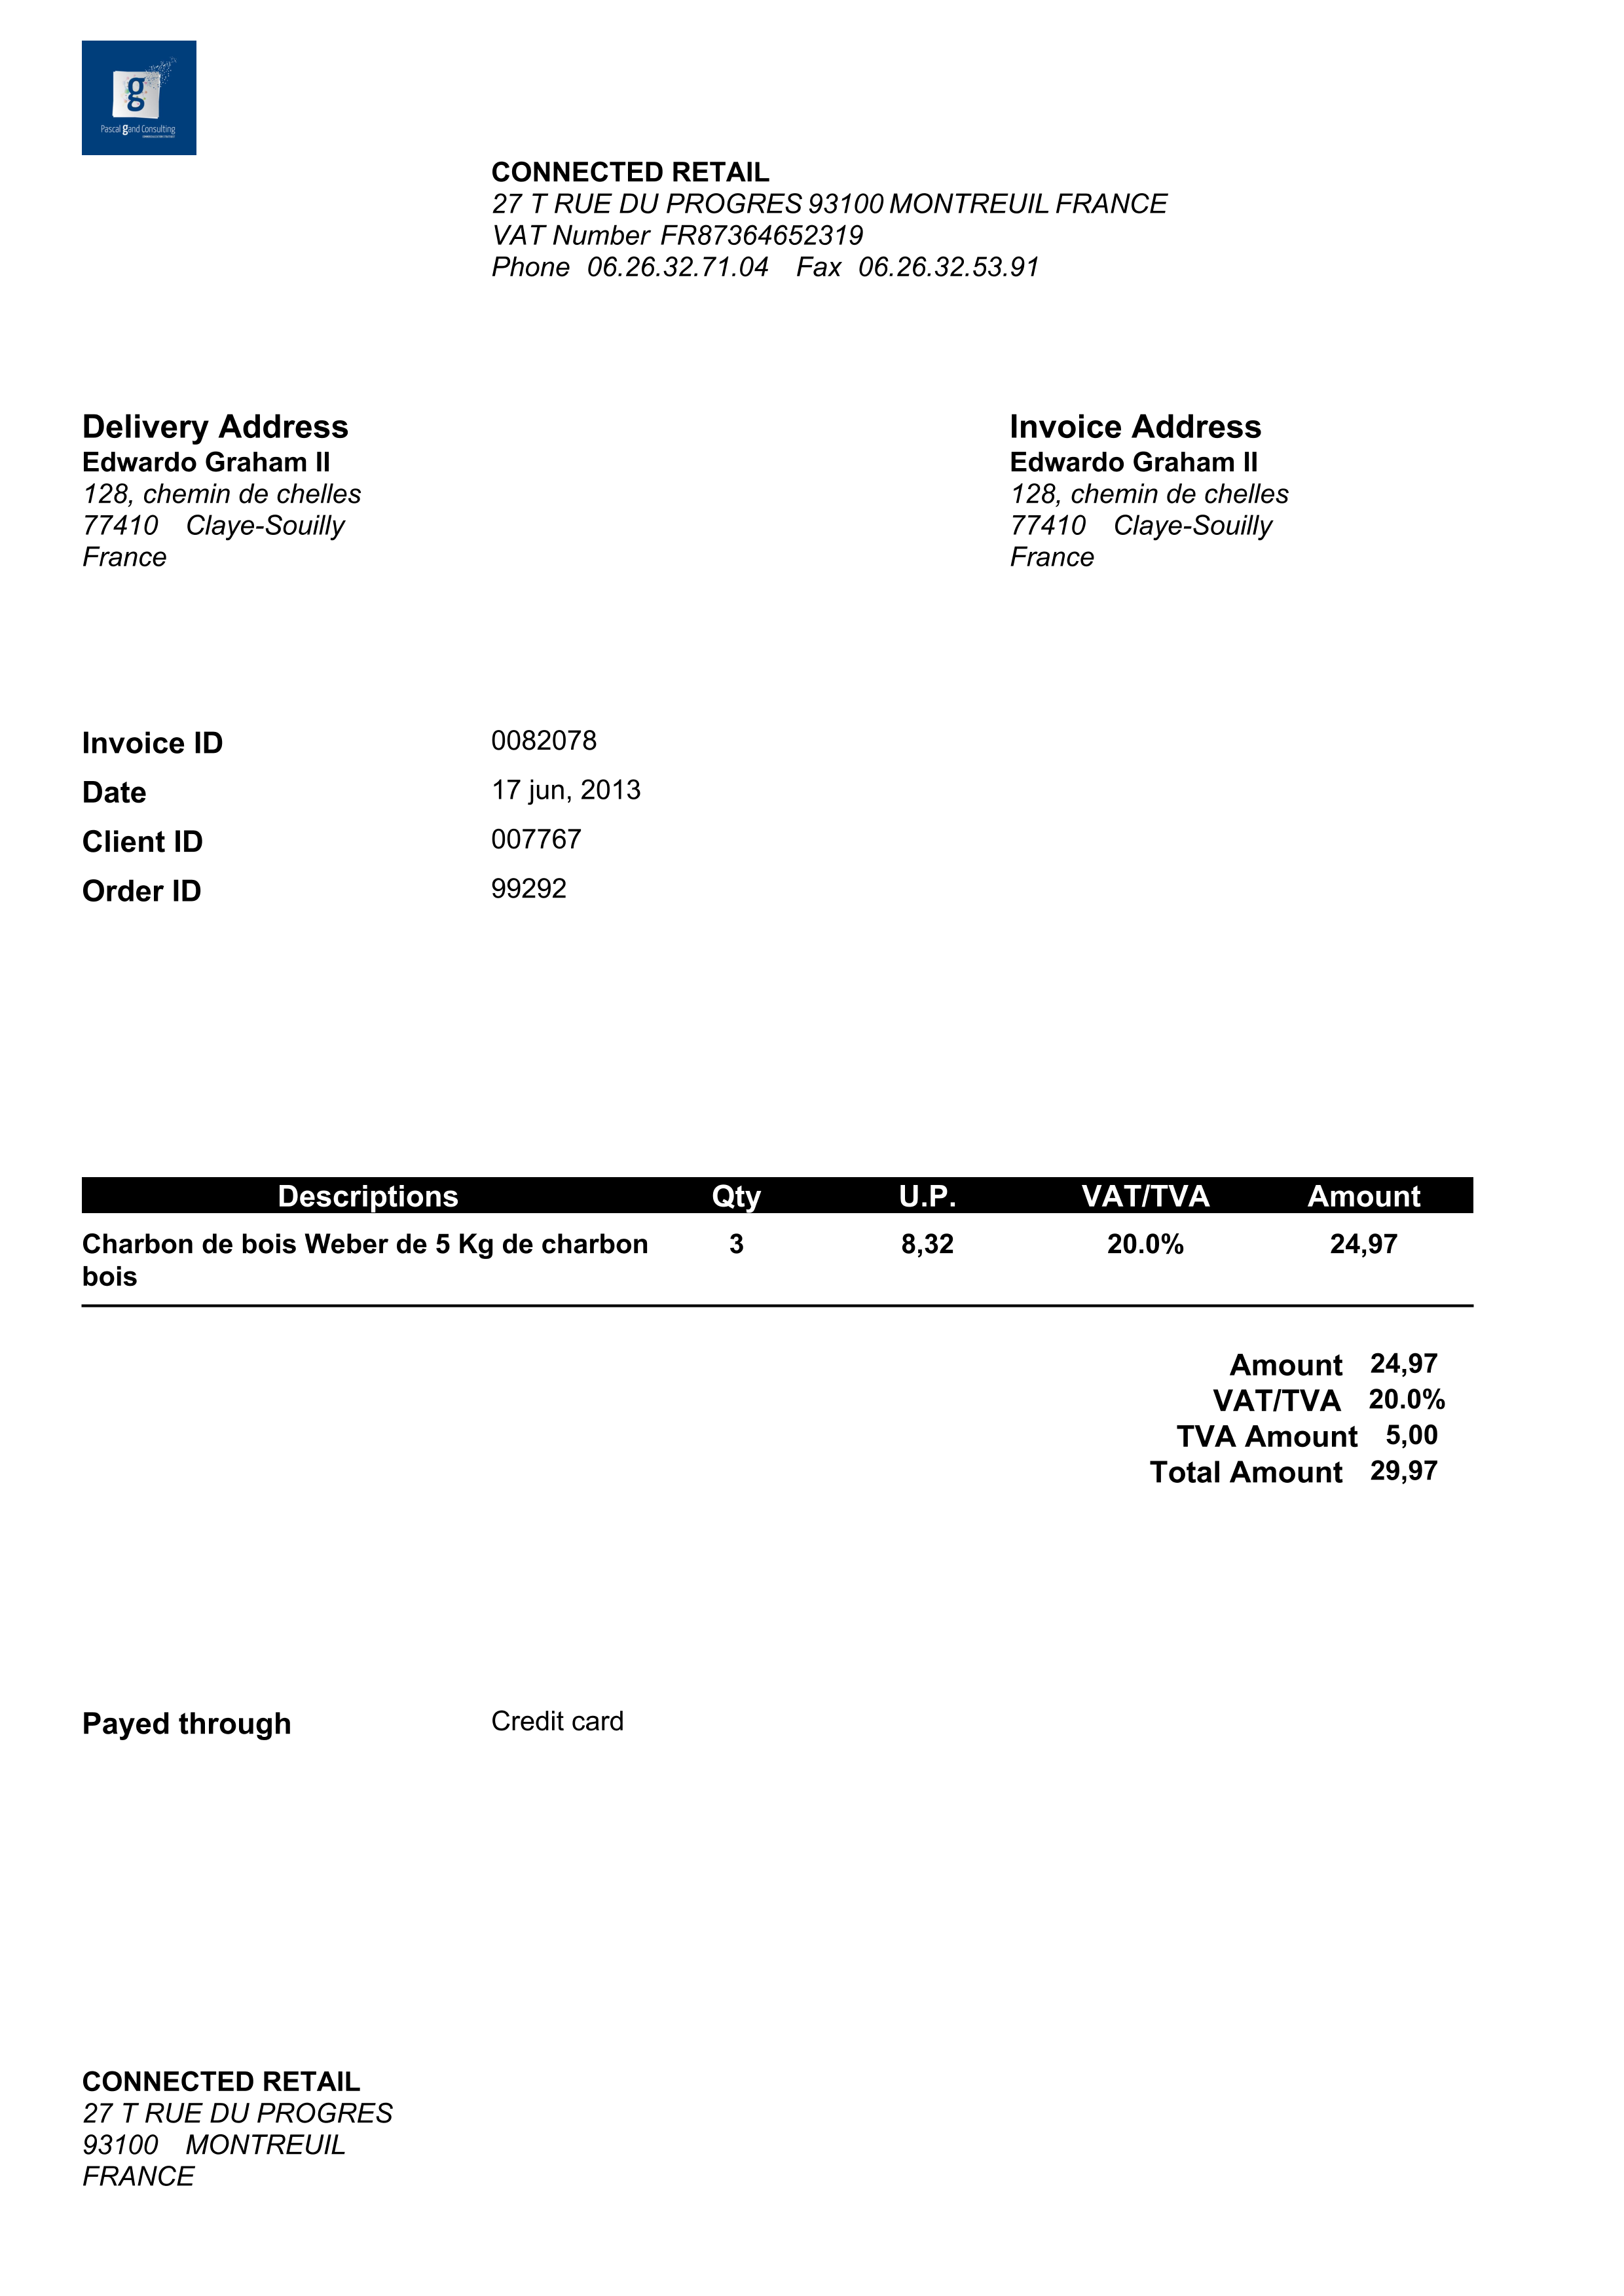 g
Pascal gand Consulting
CONNECTED RETAIL
27 T RUE DU PROGRES 93100 MONTREUIL FRANCE
VAT Number FR87364652319
Phone 06.26.32.71.04 Fax 06.26.32.53.91
Delivery Address
Edwardo Graham II
128, chemin de chelles
77410 Claye-Souilly
France
Invoice Address
Edwardo Graham II
128, chemin de chelles
77410 Claye-Souilly
France
Invoice ID 0082078
Date 17 jun, 2013
Client ID 007767
Order ID 99292
Descriptions Qty U.P. VAT/TVA Amount
Charbon de bois Weber de 5 Kg de charbon 3 8,32 20.0% 24,97
bois
Amount 24,97
VAT/TVA 20.0%
TVA Amount 5,00
Total Amount 29,97
Payed through Credit card
CONNECTED RETAIL
27 T RUE DU PROGRES
93100 MONTREUIL
FRANCE